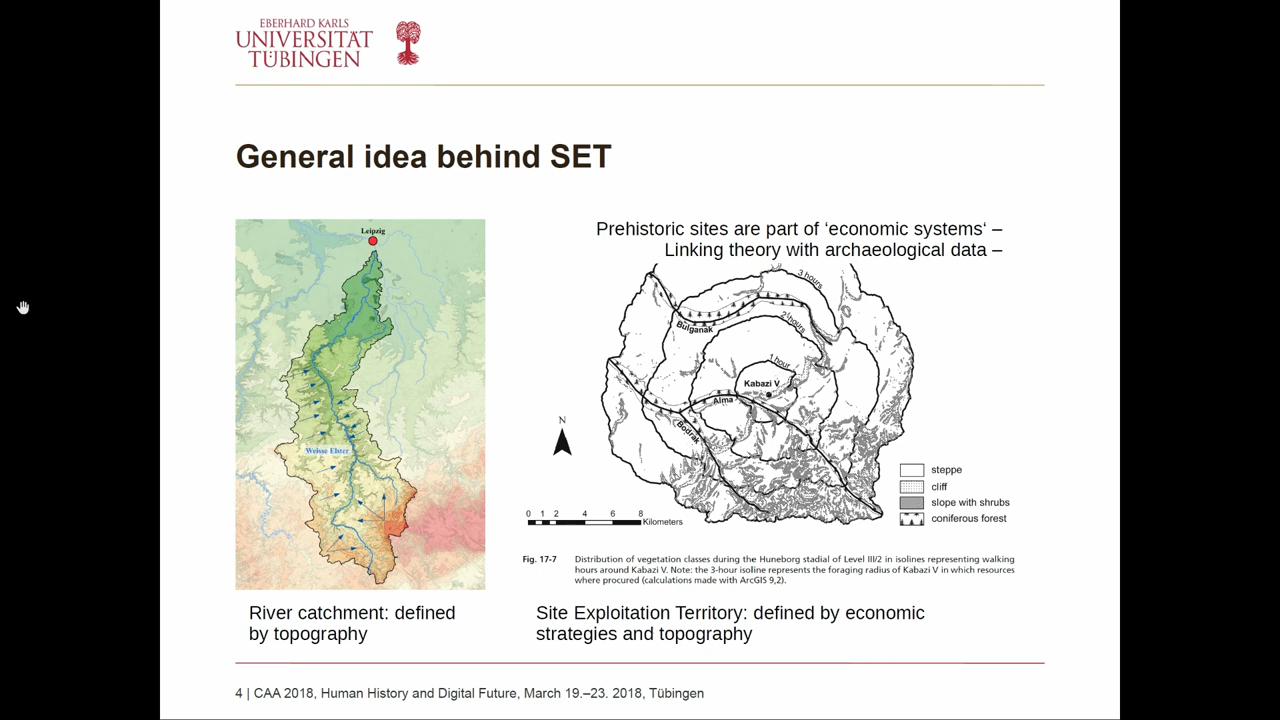 EBERHARD KARLS
UNIVERSITÄT
TÜBINGEN
General idea behind SET
Leipzig
Weisse Elster
Prehistoric sites are part of ‘economic systems‘ –
Linking theory with archaeological data –
3 hours
Bulganak
2 hours
1 hour
Kabazi V
Alma
Bodrak
N
0 1 2 4 6 8
Kilometers
steppe
cliff
slope with shrubs
coniferous forest
Fig. 17-7 Distribution of vegetation classes during the Huneborg stadial of Level III/2 in isolines representing walking
hours around Kabazi V. Note: the 3-hour isoline represents the foraging radius of Kabazi V in which resources
where procured (calculations made with ArcGIS 9,2).
River catchment: defined
by topography
Site Exploitation Territory: defined by economic
strategies and topography
4 | CAA 2018, Human History and Digital Future, March 19.–23. 2018, Tübingen